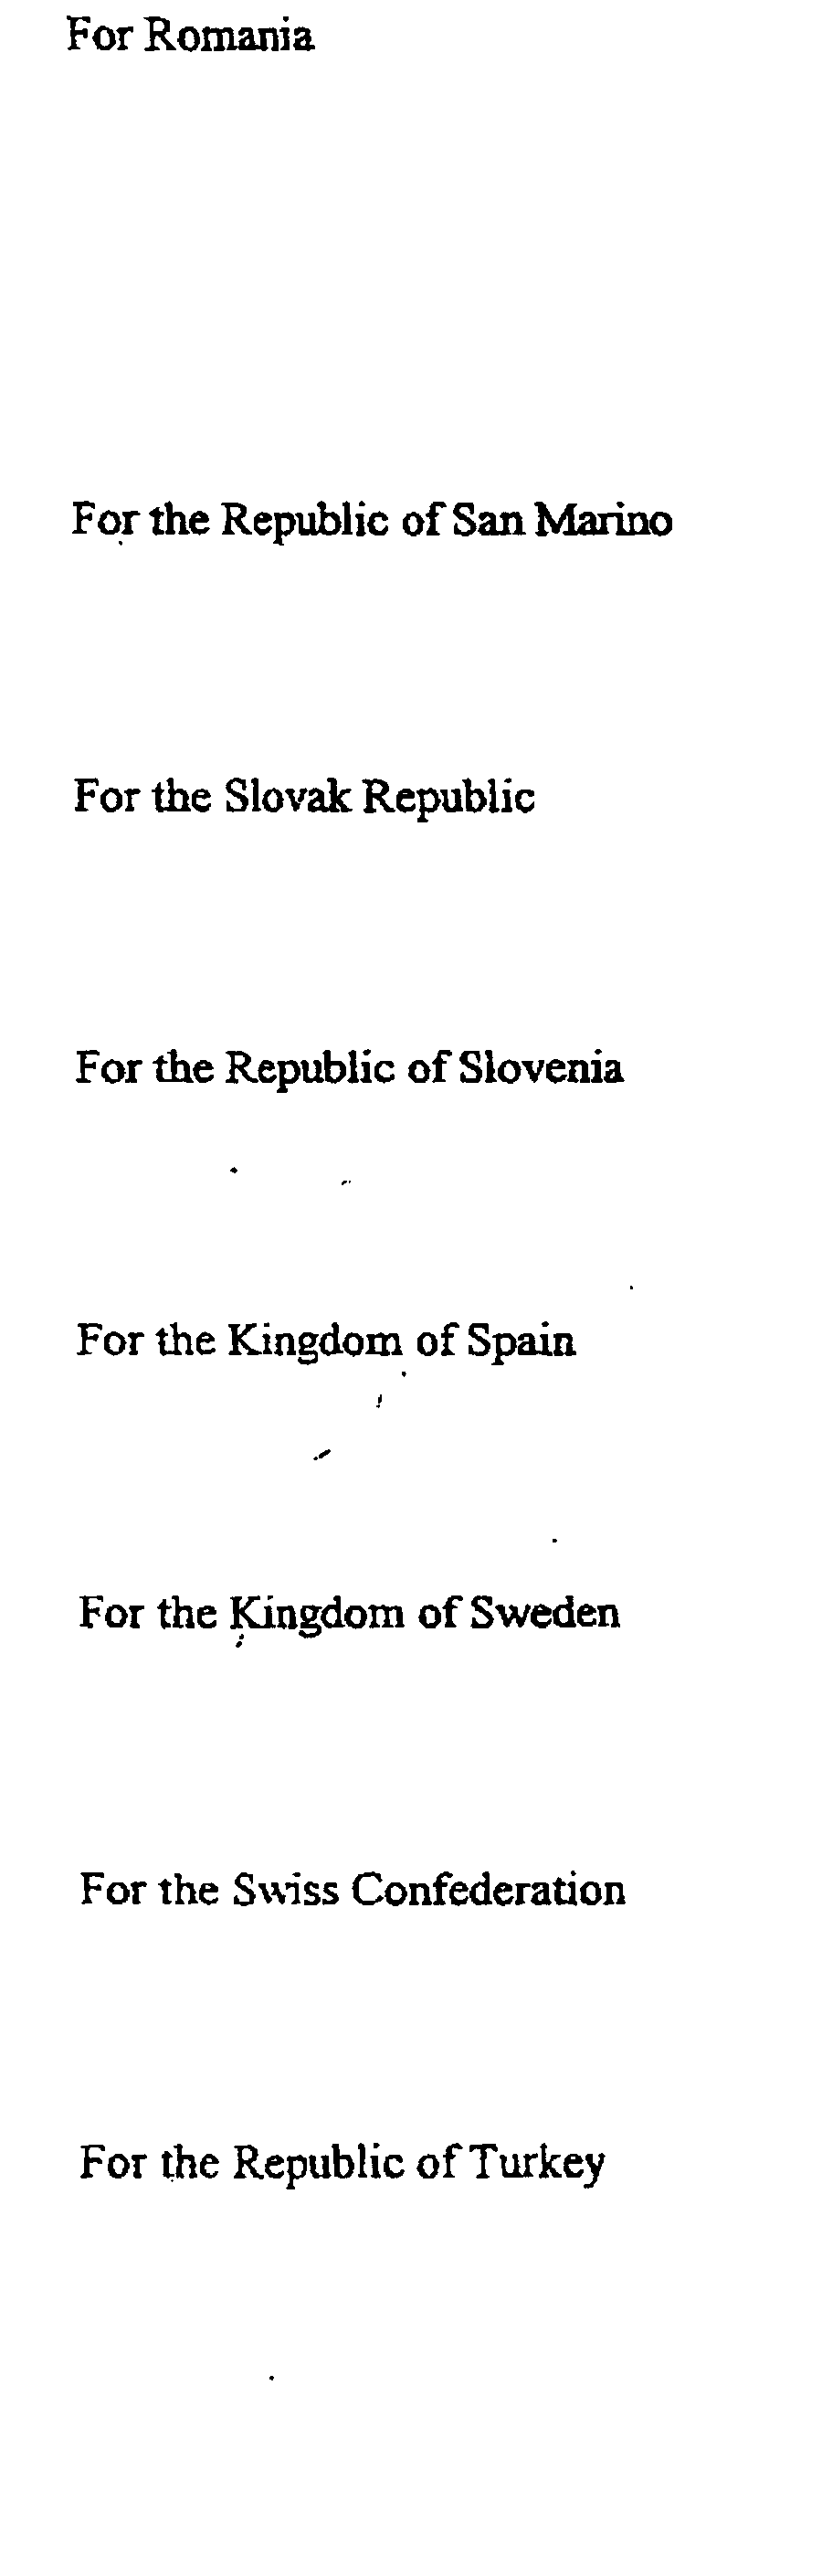 For Romania
For the Republic of San Marino
For the Slovak Republic
For the Republic of Slovenia
For the Kingdom of Spain
For the Kingdom of Sweden
For the Swiss Confederation
For the Republic of Turkey